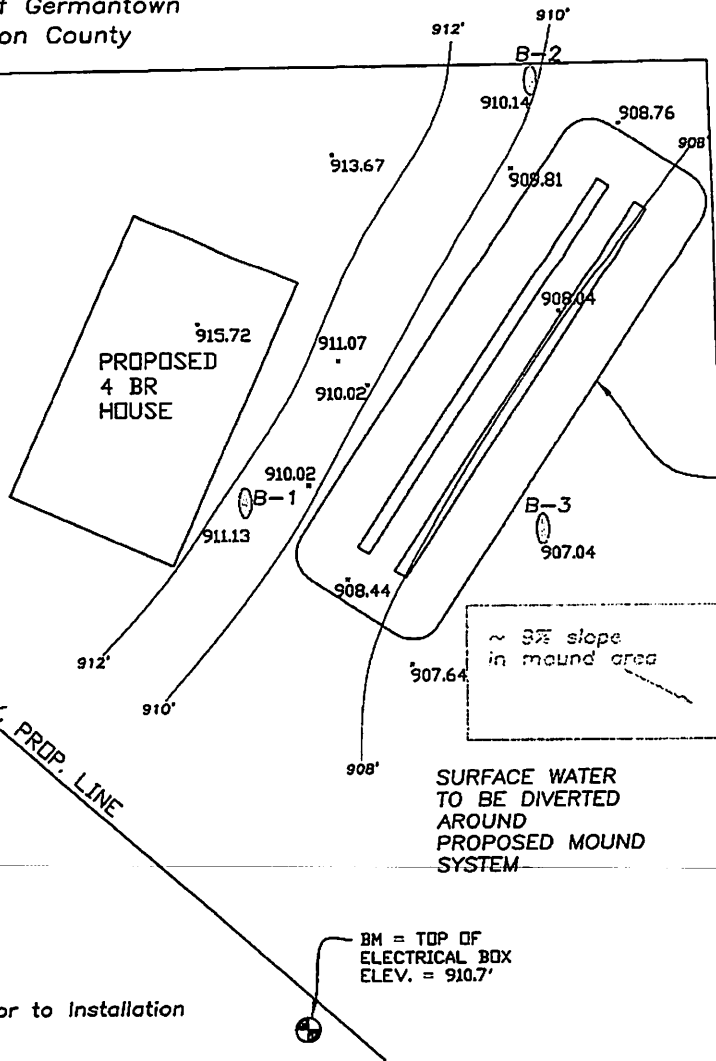 Germantown
on County
912'
910'
B-2
910.14
908.76
908'
913.67
909.81
908.04
915.72
PROPOSED
4 BR
HOUSE
911.07
910.02
910.02
B-1
911.13
B-3
907.04
908.44
slope
in mound area
907.64
912'
910'
908'
PROP. LINE
SURFACE WATER
TO BE DIVERTED
AROUND
PROPOSED MOUND
SYSTEM
BM = TOP OF
ELECTRICAL BOX
ELEV. = 910.7'
or to Installation